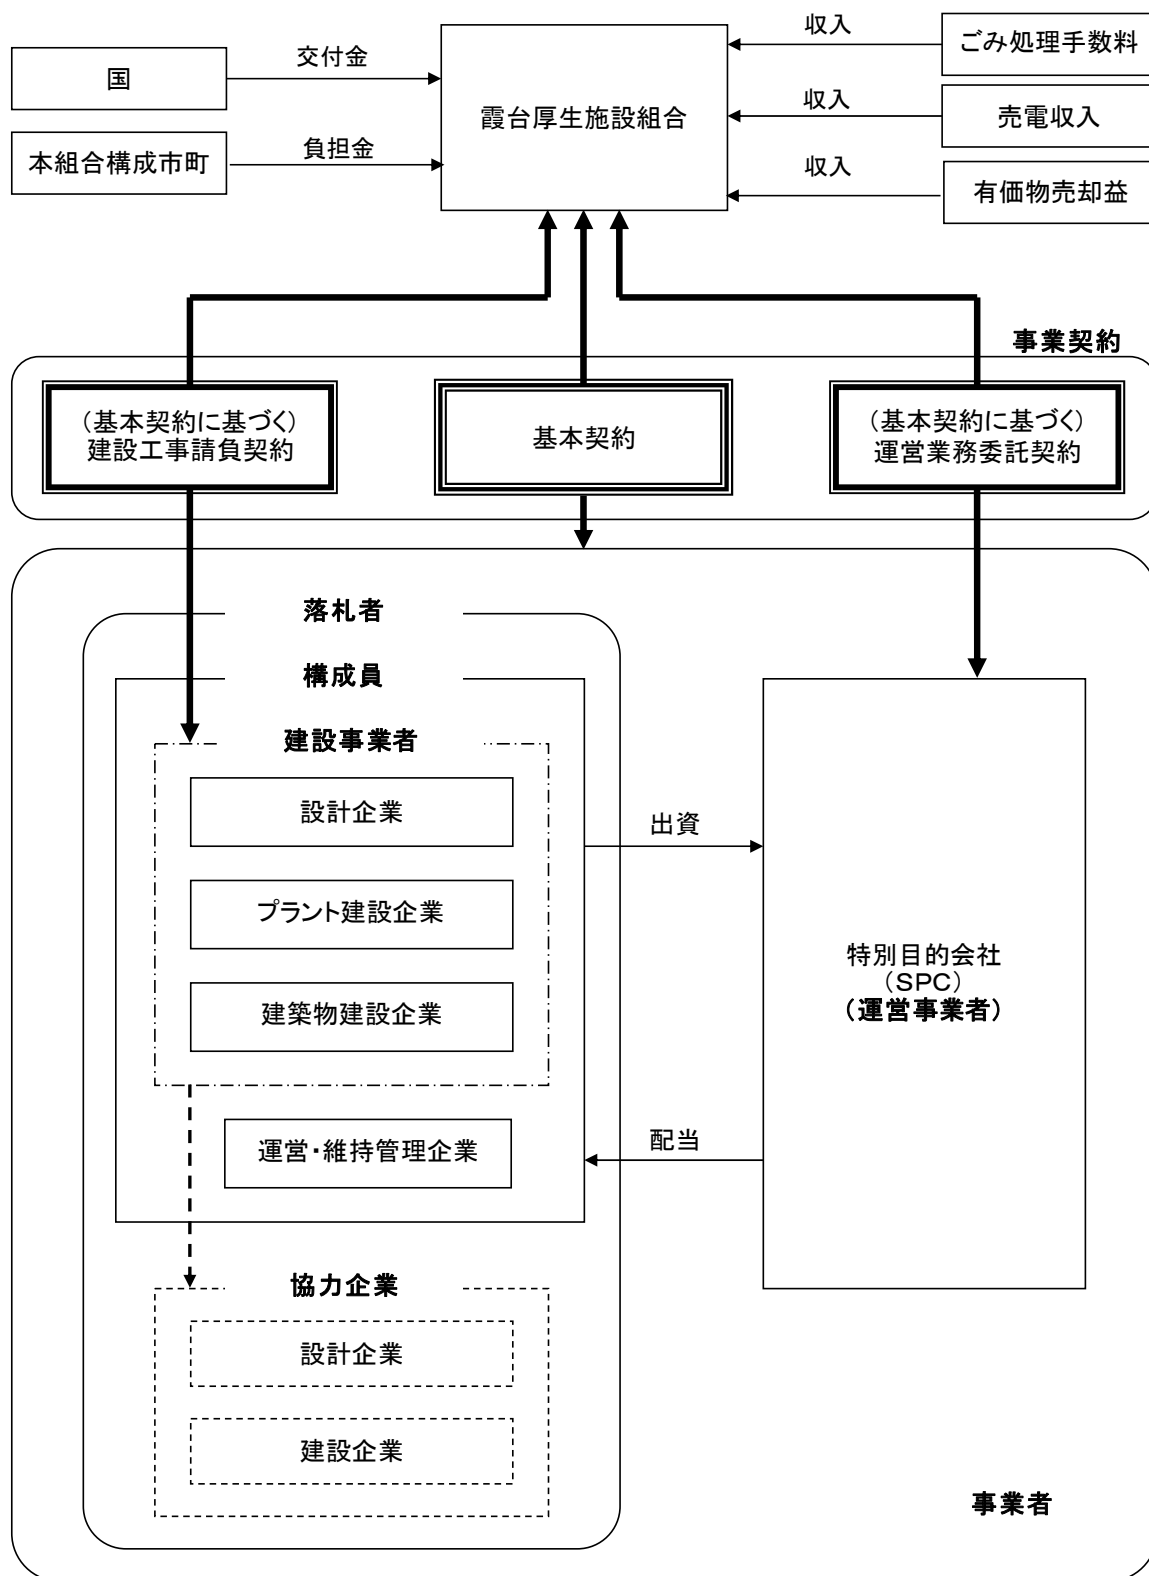 収入
ごみ処理手数料
交付金
国
霞台厚生施設組合
収入
売電収入
負担金
本組合構成市町
収入
有価物売却益
事業契約
（基本契約に基づく）
建設工事請負契約
基本契約
（基本契約に基づく）
運営業務委託契約
落札者
構成員
建設事業者
設計企業
出資
プラント建設企業
特別目的会社
（SPC）
（運営事業者）
建築物建設企業
運営・維持管理企業
配当
協力企業
設計企業
建設企業
事業者